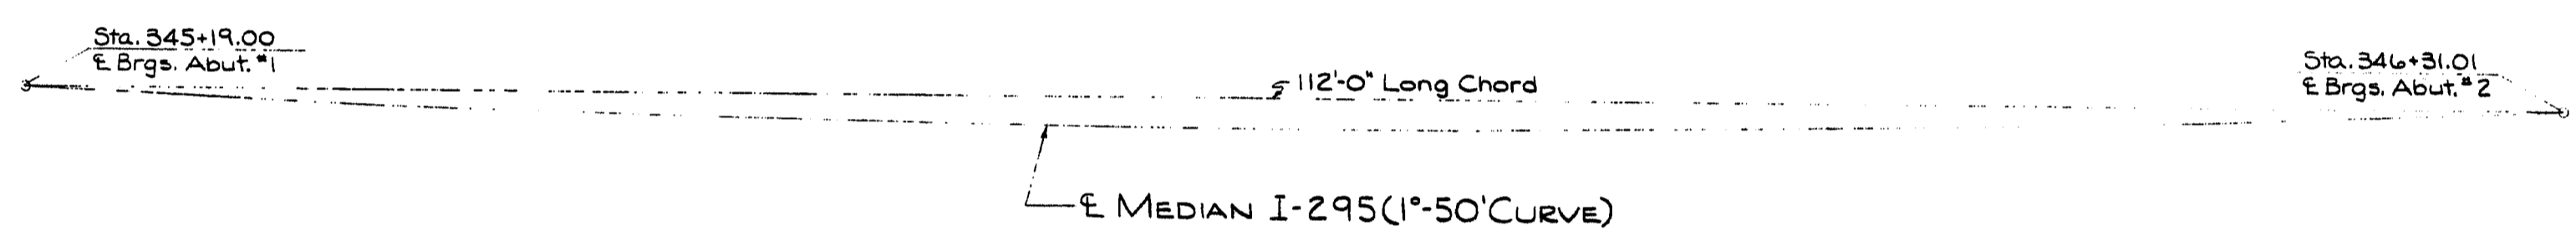 Sta. 345+19.00
℄ Brgs. Abut. #1
112'-0" Long Chord
Sta. 346+31.01
℄ Brgs. Abut. #2
℄ MEDIAN I-295 (1°-50' CURVE)